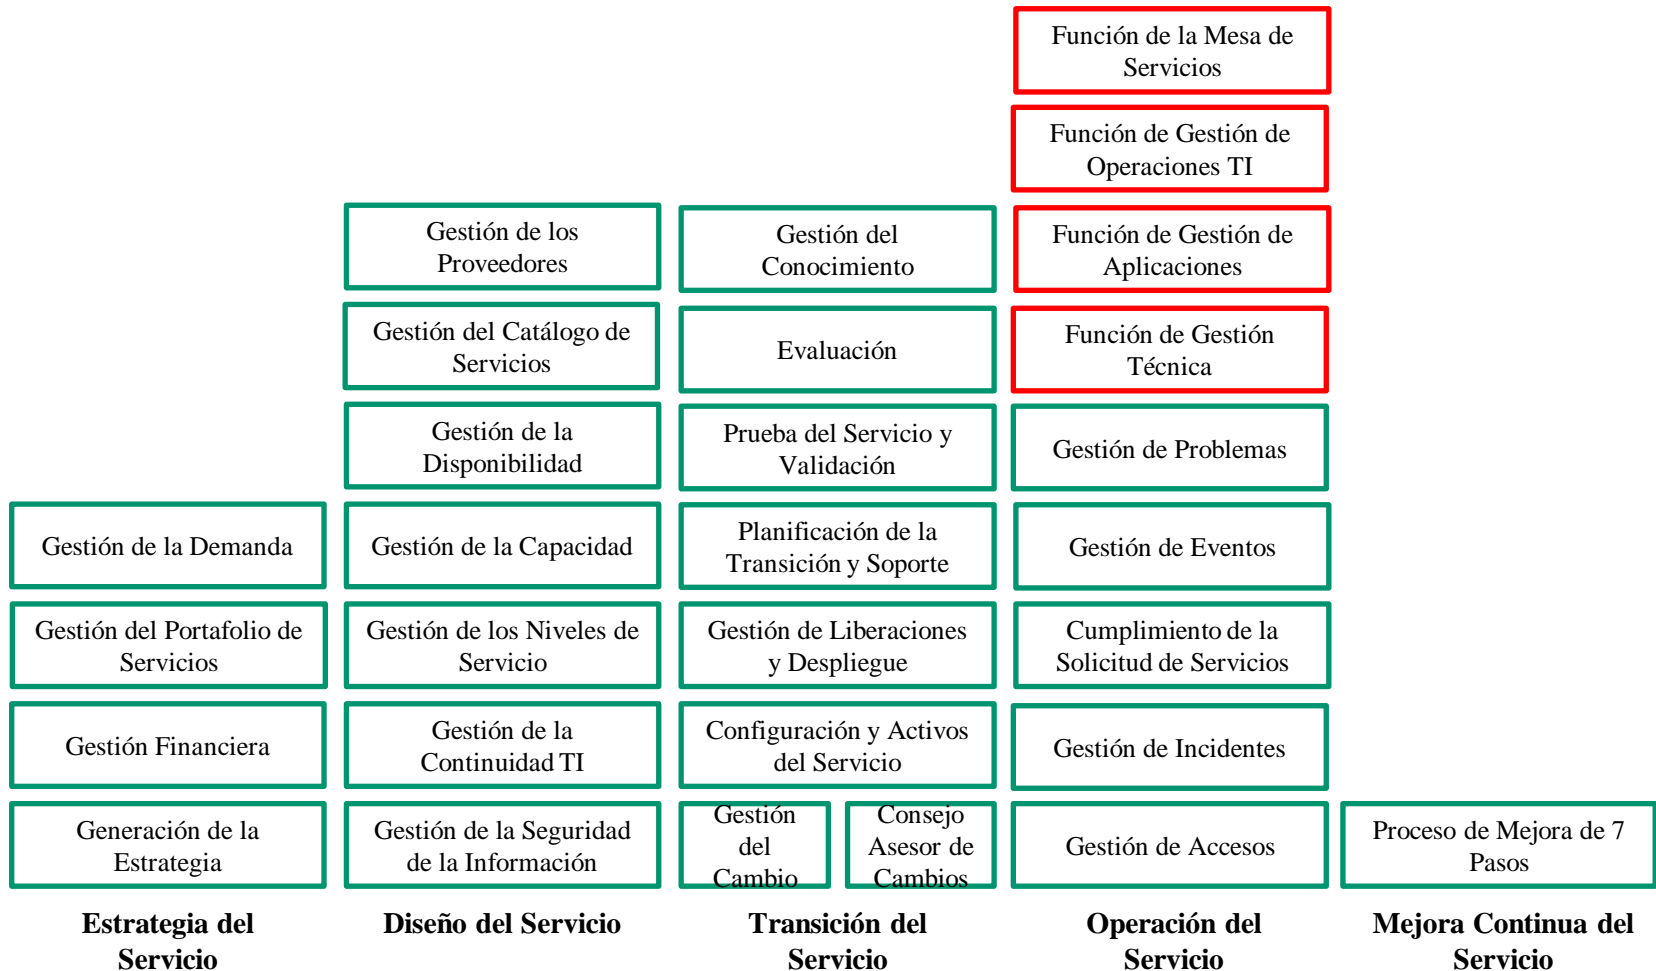 Función de la Mesa de
Servicios
Función de Gestión de
Operaciones TI
Gestión de los
Proveedores
Gestión del
Conocimiento
Función de Gestión de
Aplicaciones
Gestión del Catálogo de
Servicios
Evaluación
Función de Gestión
Técnica
Gestión de la
Disponibilidad
Prueba del Servicio y
Validación
Gestión de Problemas
Gestión de la Demanda
Gestión de la Capacidad
Planificación de la
Transición y Soporte
Gestión de Eventos
Gestión del Portafolio de
Servicios
Gestión de los Niveles de
Servicio
Gestión de Liberaciones
y Despliegue
Cumplimiento de la
Solicitud de Servicios
Gestión Financiera
Gestión de la
Continuidad TI
Configuración y Activos
del Servicio
Gestión de Incidentes
Generación de la
Estrategia
Gestión de la Seguridad
de la Información
Gestión
del
Cambio
Consejo
Asesor de
Cambios
Gestión de Accesos
Proceso de Mejora de 7
Pasos
Estrategia del
Servicio
Diseño del Servicio
Transición del
Servicio
Operación del
Servicio
Mejora Continua del
Servicio